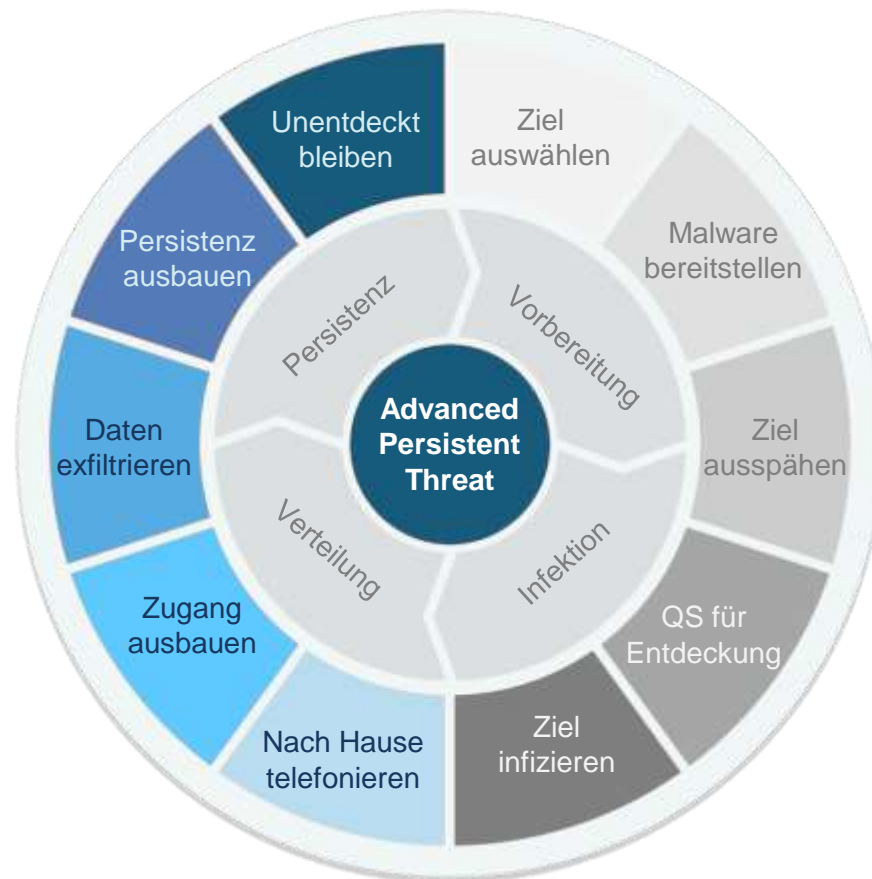 Unentdeckt
bleiben
Ziel
auswählen
Malware
bereitstellen
Ziel
ausspähen
QS für
Entdeckung
Ziel
infizieren
Nach Hause
telefonieren
Zugang
ausbauen
Daten
exfiltrieren
Persistenz
ausbauen
Persistenz
Vorbereitung
Infektion
Verteilung
Advanced
Persistent
Threat